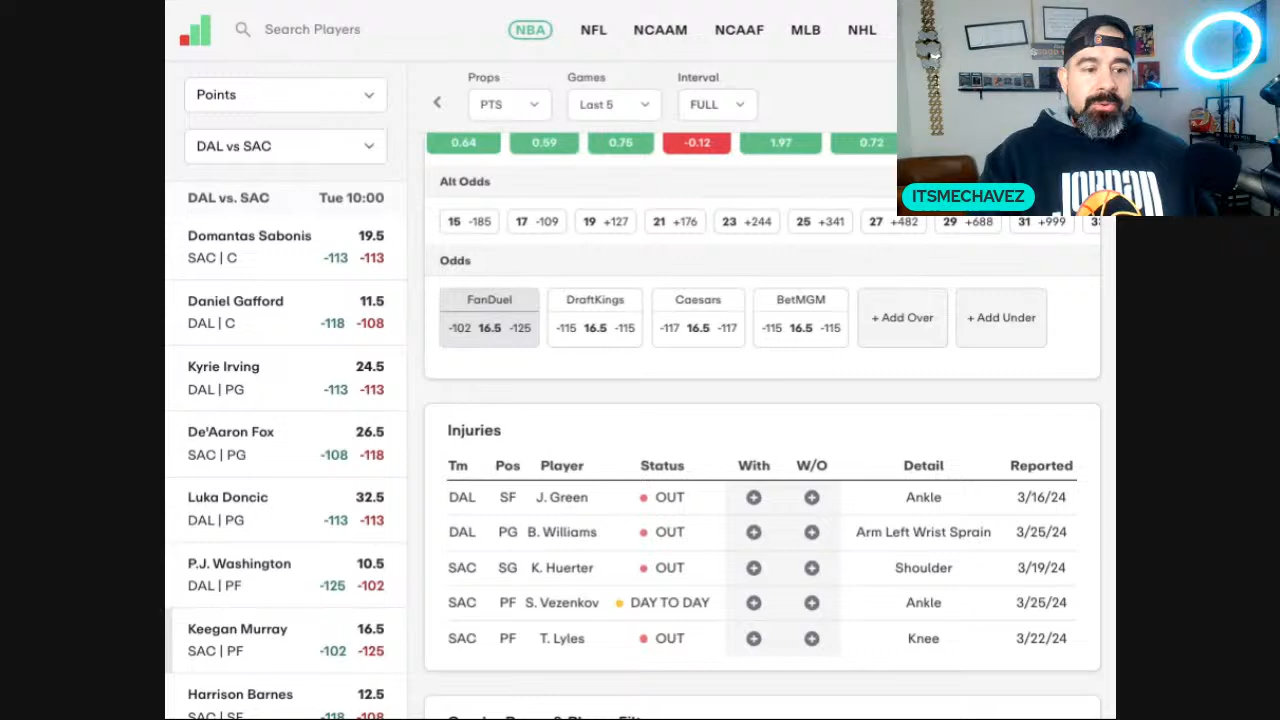 Search Players
NBA NFL NCAAM NCAAF MLB NHL
Points
DAL vs SAC
Props Games Interval
PTS Last 5 FULL
0.64 0.59 0.75 -0.12 1.97 0.72
Alt Odds
15 -185 17 -109 19 +127 21 +176 23 +244 25 +341 27 +482 29 +688 31 +999
Odds
FanDuel DraftKings Caesars BetMGM
-102 16.5 -125 -115 16.5 -115 -117 16.5 -117 -115 16.5 -115
+ Add Over + Add Under
DAL vs. SAC Tue 10:00
Domantas Sabonis 19.5
SAC | C -113 -113
Daniel Gafford 11.5
DAL | C -118 -108
Kyrie Irving 24.5
DAL | PG -113 -113
De'Aaron Fox 26.5
SAC | PG -108 -118
Luka Doncic 32.5
DAL | PG -113 -113
P.J. Washington 10.5
DAL | PF -125 -102
Keegan Murray 16.5
SAC | PF -102 -125
Harrison Barnes 12.5
SAC | SF -118 -108
Injuries
Tm Pos Player Status With W/O Detail Reported
DAL SF J. Green OUT Ankle 3/16/24
DAL PG B. Williams OUT Arm Left Wrist Sprain 3/25/24
SAC SG K. Huerter OUT Shoulder 3/19/24
SAC PF S. Vezenkov DAY TO DAY Ankle 3/25/24
SAC PF T. Lyles OUT Knee 3/22/24
ITSMECHAVEZ
JORDAN